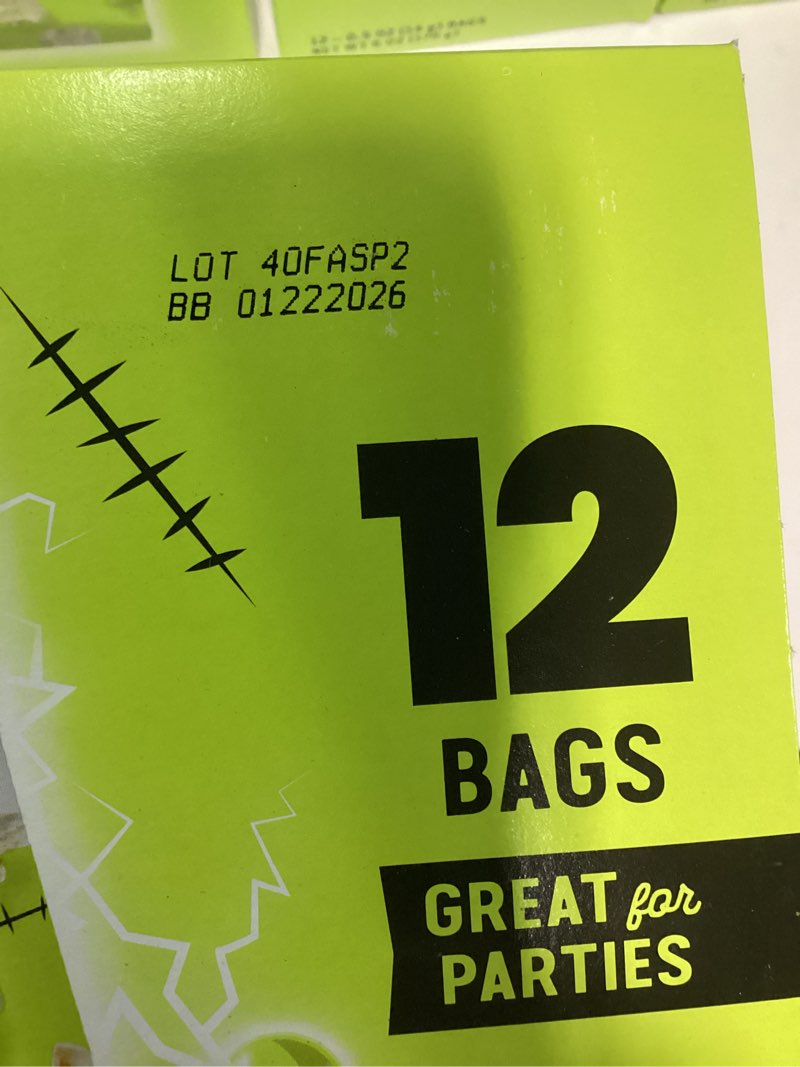 LOT 40FASP2
BB 01222026
12
BAGS
GREAT for
PARTIES